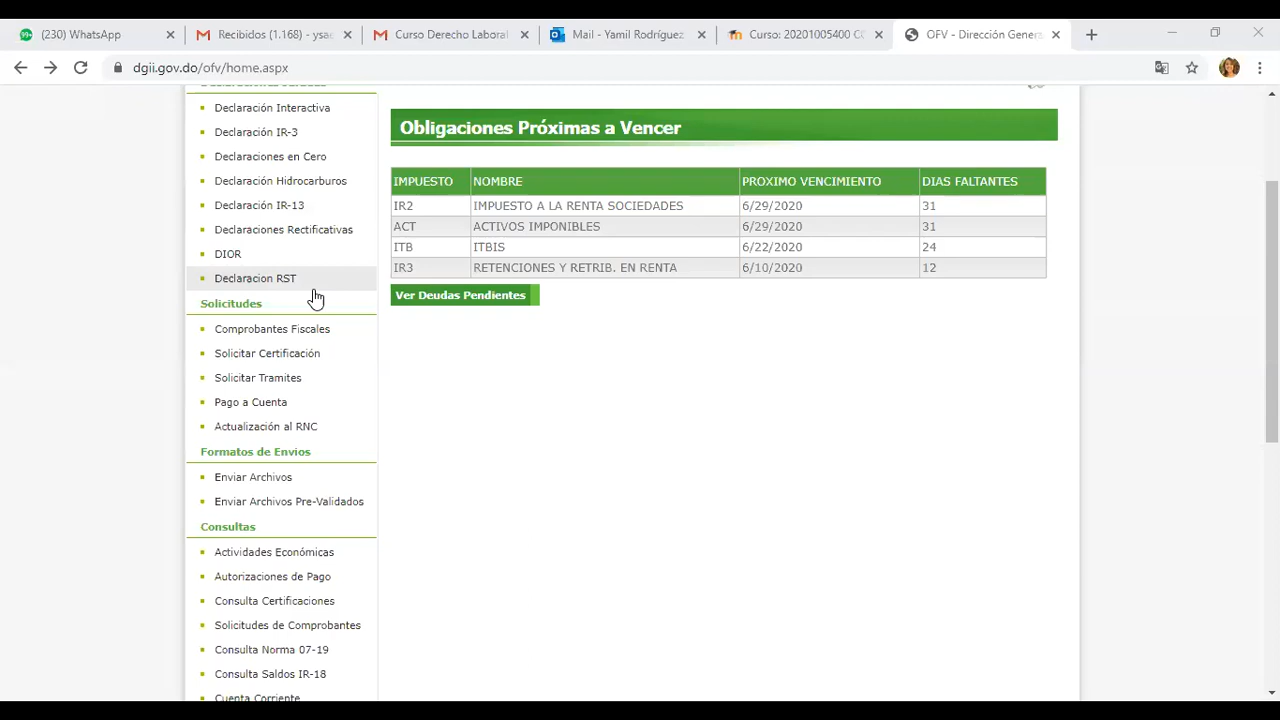 (230) WhatsApp
Recibidos (1.168) - ysa
Curso Derecho Laboral
Mail - Yamil Rodríguez
Curso: 20201005400 CC
OFV - Dirección Genera
dgii.gov.do/ofv/home.aspx
Declaración Interactiva
Declaración IR-3
Declaraciones en Cero
Declaración Hidrocarburos
Declaración IR-13
Declaraciones Rectificativas
DIOR
Declaracion RST
Solicitudes
Comprobantes Fiscales
Solicitar Certificación
Solicitar Tramites
Pago a Cuenta
Actualización al RNC
Formatos de Envios
Enviar Archivos
Enviar Archivos Pre-Validados
Consultas
Actividades Económicas
Autorizaciones de Pago
Consulta Certificaciones
Solicitudes de Comprobantes
Consulta Norma 07-19
Consulta Saldos IR-18
Cuenta Corriente
Obligaciones Próximas a Vencer
IMPUESTO NOMBRE PROXIMO VENCIMIENTO DIAS FALTANTES
IR2 IMPUESTO A LA RENTA SOCIEDADES 6/29/2020 31
ACT ACTIVOS IMPONIBLES 6/29/2020 31
ITB ITBIS 6/22/2020 24
IR3 RETENCIONES Y RETRIB. EN RENTA 6/10/2020 12
Ver Deudas Pendientes